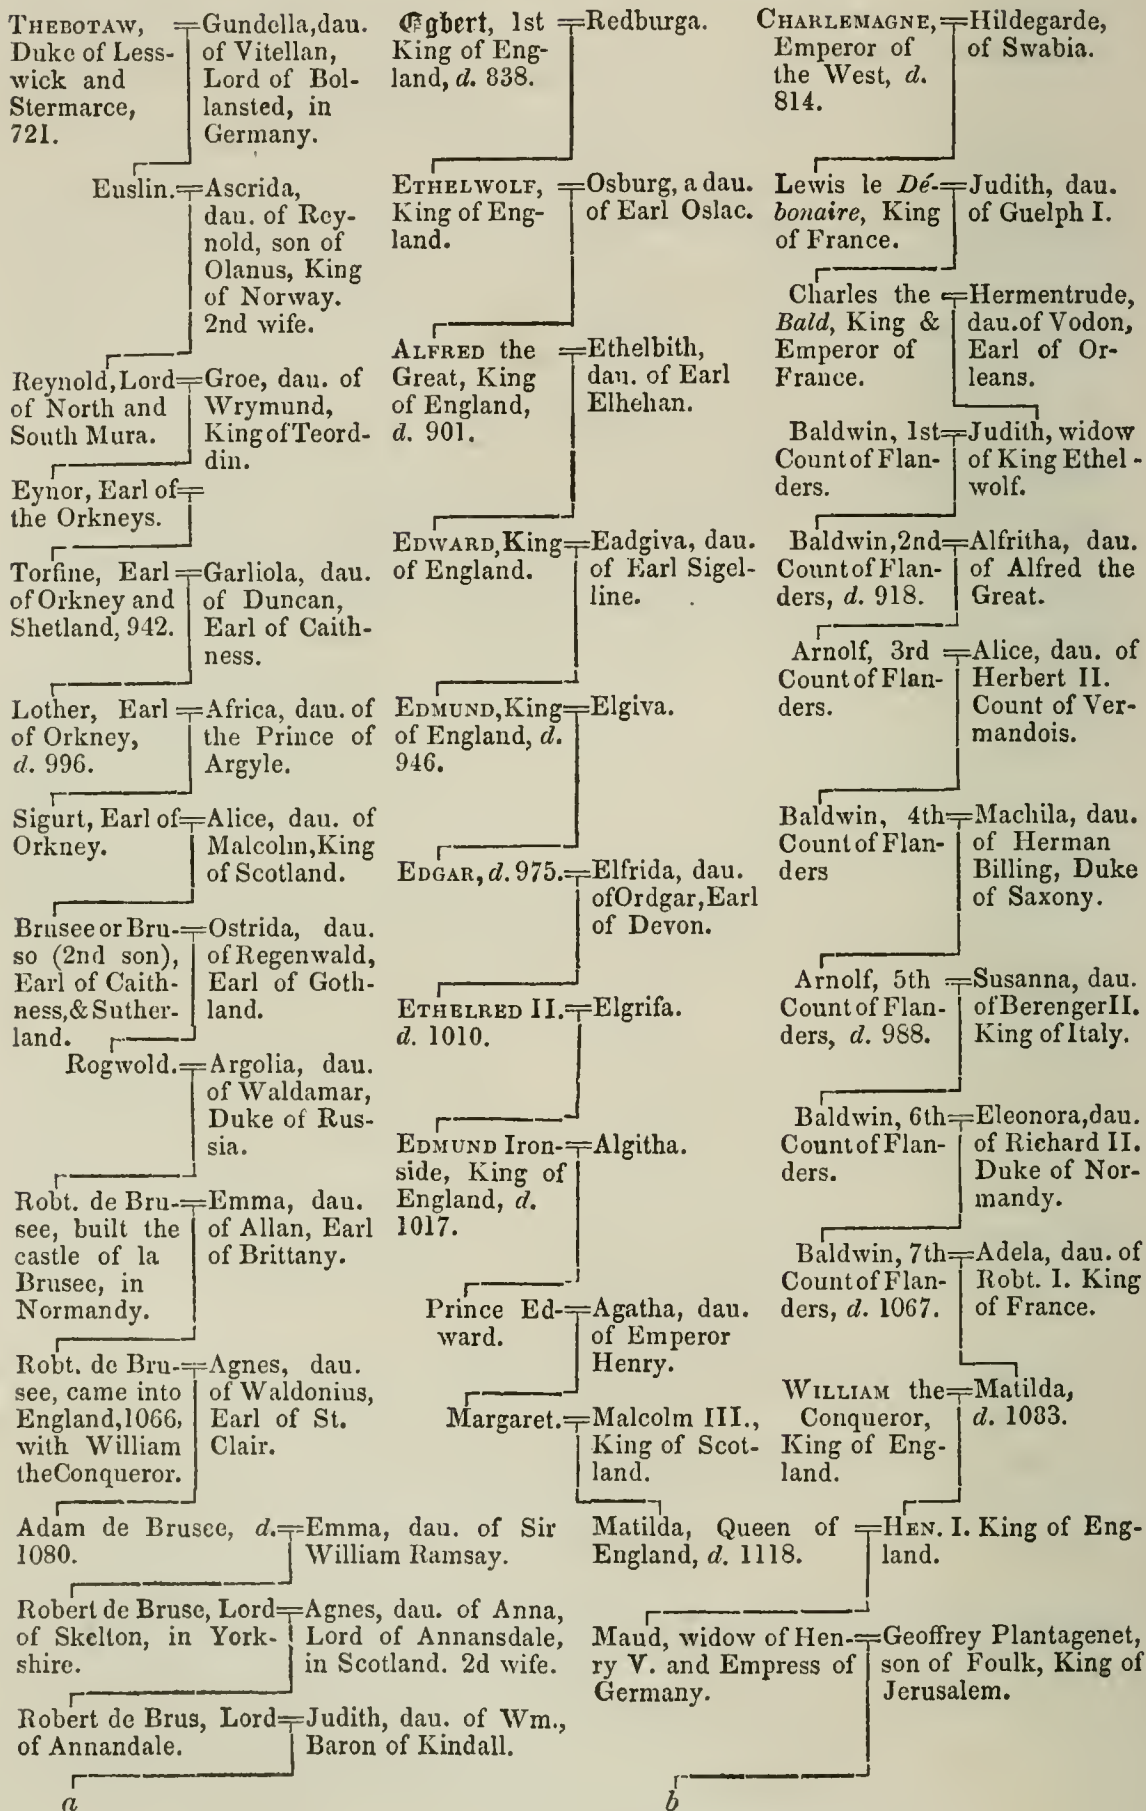 THEBOTAW,
Duke of Less-
wick and
Stermarce,
721.
Gundella, dau.
of Vitellan,
Lord of Bol-
lansted, in
Germany.
Euslin.
Ascrida,
dau. of Rey-
nold, son of
Olanus, King
of Norway.
2nd wife.
Reynold, Lord
of North and
South Mura.
Groe, dau. of
Wrymund,
King of Teord-
din.
Eynor, Earl of
the Orkneys.
Torfine, Earl
of Orkney and
Shetland, 942.
Garliola, dau.
of Duncan,
Earl of Caith-
ness.
Lother, Earl
of Orkney,
d. 996.
Africa, dau. of
the Prince of
Argyle.
Sigurt, Earl of
Orkney.
Alice, dau. of
Malcolm, King
of Scotland.
Brusee or Bru-
so (2nd son),
Earl of Caith-
ness, & Suther-
land.
Ostrida, dau.
of Regenwald,
Earl of Goth-
land.
Rogwold.
Argolia, dau.
of Waldamar,
Duke of Rus-
sia.
Robt. de Bru-
see, built the
castle of la
Brusee, in
Normandy.
Emma, dau.
of Allan, Earl
of Brittany.
Robt. de Bru-
see, came into
England, 1066,
with William
the Conqueror.
Agnes, dau.
of Waldonius,
Earl of St.
Clair.
Adam de Brusee, d.
1080.
Emma, dau. of Sir
William Ramsay.
Robert de Bruse, Lord
of Skelton, in York-
shire.
Agnes, dau. of Anna,
Lord of Annansdale,
in Scotland. 2d wife.
Robert de Brus, Lord
of Annandale.
Judith, dau. of Wm.,
Baron of Kindall.
a
Egbert, 1st
King of Eng-
land, d. 838.
Redburga.
ETHELWOLF,
King of Eng-
land.
Osburg, a dau.
of Earl Oslac.
ALFRED the
Great, King
of England,
d. 901.
Ethelbith,
dau. of Earl
Elhelhan.
EDWARD, King
of England.
Eadgiva, dau.
of Earl Sigel-
line.
EDMUND, King
of England, d.
946.
Elgiva.
EDGAR, d. 975.
Elfrida, dau.
of Ordgar, Earl
of Devon.
ETHELRED II.
d. 1010.
Elgrifa.
EDMUND Iron-
side, King of
England, d.
1017.
Algitha.
Prince Ed-
ward.
Agatha, dau.
of Emperor
Henry.
Margaret.
Malcolm III.,
King of Scot-
land.
Matilda, Queen of
England, d. 1118.
HEN. I. King of Eng-
land.
Maud, widow of Hen-
ry V. and Empress of
Germany.
Geoffrey Plantagenet,
son of Foulk, King of
Jerusalem.
b
CHARLEMAGNE,
Emperor of
the West, d.
814.
Hildegarde,
of Swabia.
Lewis le Dé-
bonaire, King
of France.
Judith, dau.
of Guelph I.
Charles the
Bald, King &
Emperor of
France.
Hermentrude,
dau. of Vodon,
Earl of Or-
leans.
Baldwin, 1st
Count of Flan-
ders.
Judith, widow
of King Ethel-
wolf.
Baldwin, 2nd
Count of Flan-
ders, d. 918.
Alfritha, dau.
of Alfred the
Great.
Arnolf, 3rd
Count of Flan-
ders.
Alice, dau. of
Herbert II.
Count of Ver-
mandois.
Baldwin, 4th
Count of Flan-
ders
Machila, dau.
of Herman
Billing, Duke
of Saxony.
Arnolf, 5th
Count of Flan-
ders, d. 988.
Susanna, dau.
of Berenger II.
King of Italy.
Baldwin, 6th
Count of Flan-
ders.
Eleonora, dau.
of Richard II.
Duke of Nor-
mandy.
Baldwin, 7th
Count of Flan-
ders, d. 1067.
Adela, dau. of
Robt. I. King
of France.
WILLIAM the
Conqueror,
King of Eng-
land.
Matilda,
d. 1083.